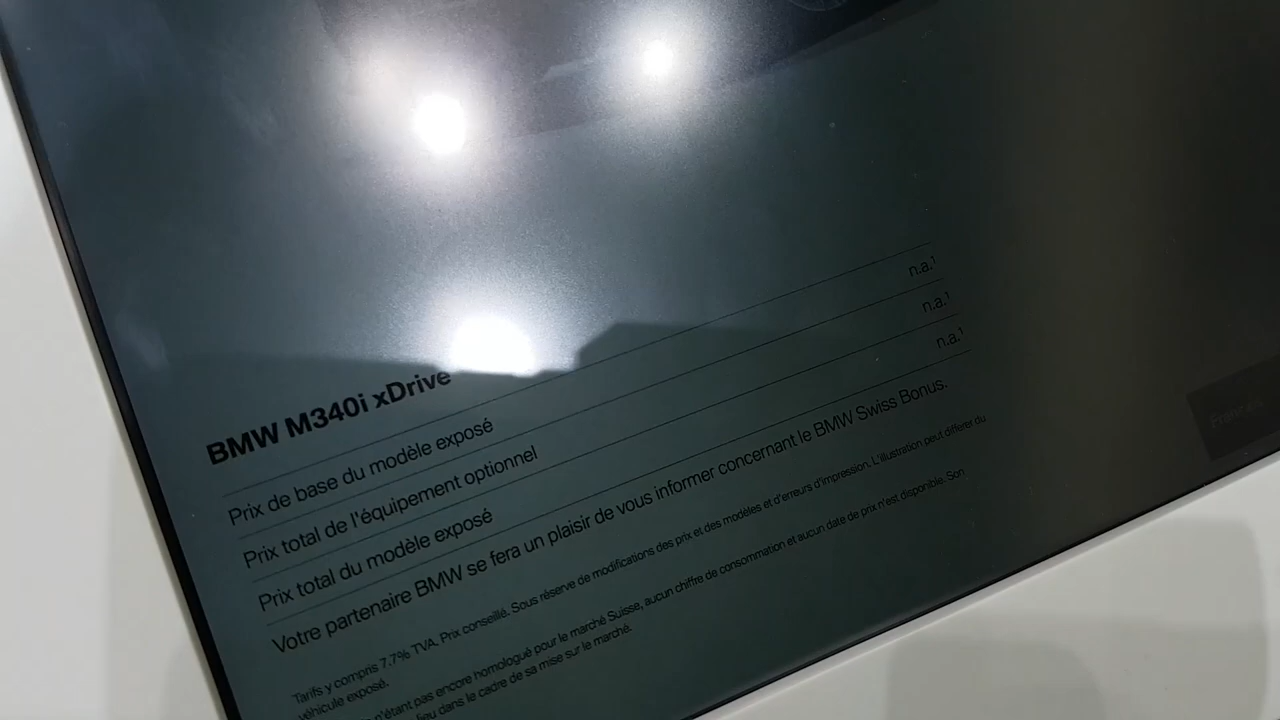 BMW M340i xDrive
Prix de base du modèle exposé n.a.¹
Prix total de l'équipement optionnel n.a.¹
Prix total du modèle exposé n.a.¹
Votre partenaire BMW se fera un plaisir de vous informer concernant le BMW Swiss Bonus.
Tarifs y compris 7.7% TVA. Prix conseillé. Sous réserve de modifications des prix et des modèles et d'erreurs d'impression. L'illustration peut différer du
véhicule exposé.
n'étant pas encore homologué pour le marché Suisse, aucun chiffre de consommation et aucun date de prix n'est disponible. Son
lieu dans le cadre de sa mise sur le marché.
Français